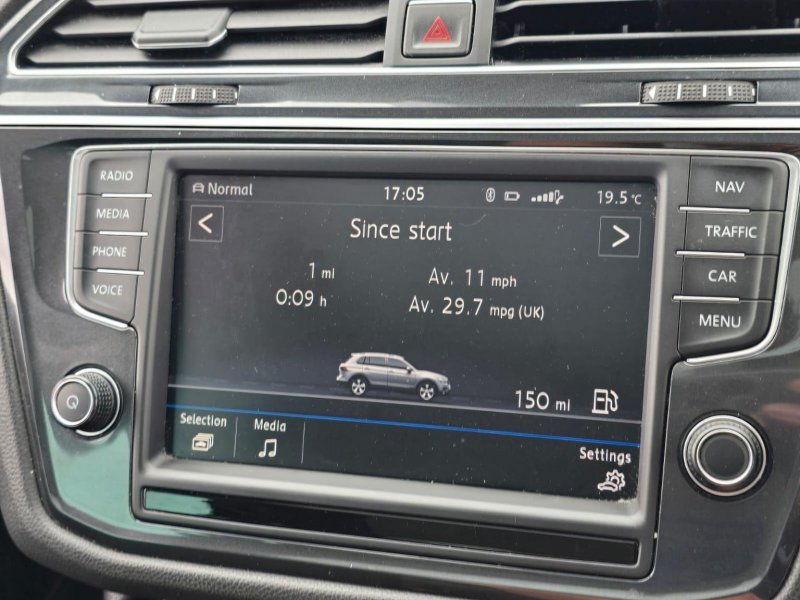 RADIO
MEDIA
PHONE
VOICE
Normal 17:05 19.5°C
< Since start >
1 mi Av. 11 mph
0:09 h Av. 29.7 mpg (UK)
150 mi
Selection Media
Settings
NAV
TRAFFIC
CAR
MENU